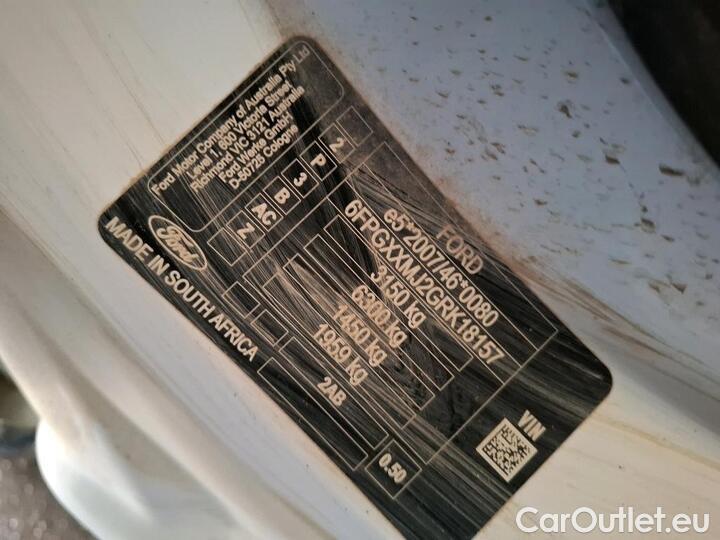 Ford Motor Company of Australia Pty Ltd
Level 1, 600 Victoria Street
Richmond VIC 3121 Australia
Ford Werke GmbH
D-50725 Cologne
Ford
MADE IN SOUTH AFRICA
Z AC B 3 P 2
FORD
e5*2007/46*0080
6FPGXXMJ2GRK18157
3150 kg
6200 kg
1450 kg
1959 kg
2AB
0.50
VIN
CarOutlet.eu